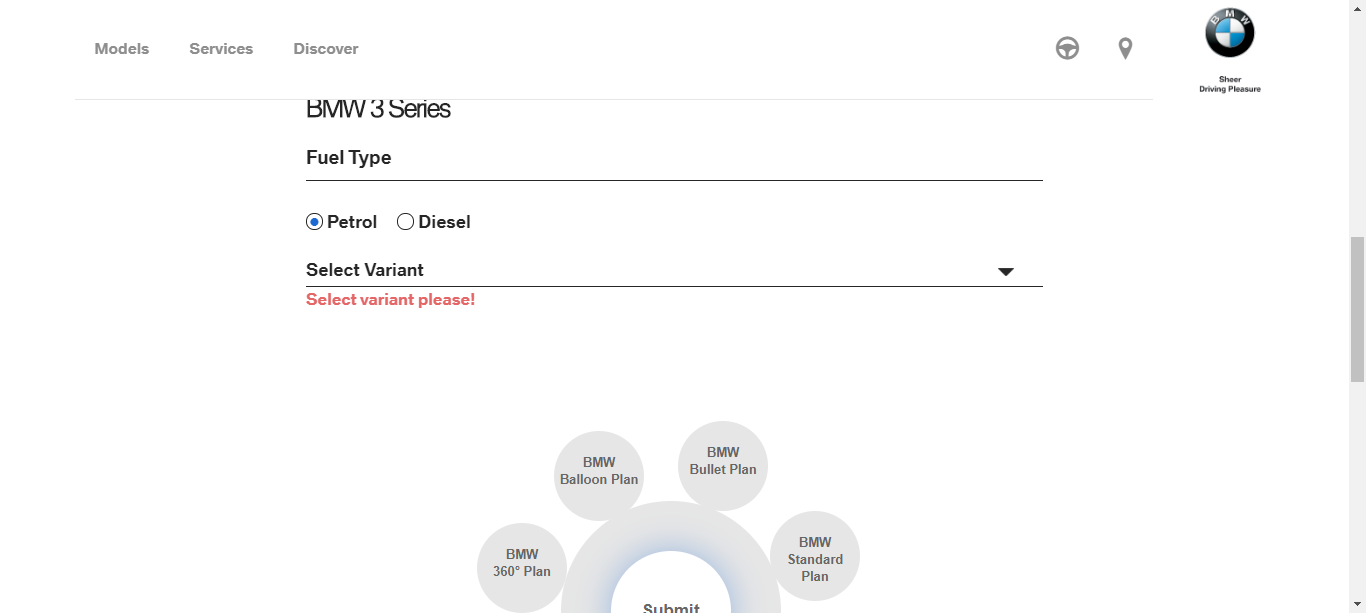 Models
Services
Discover
BMW
Sheer
Driving Pleasure
BMW 3 Series
Fuel Type
Petrol
Diesel
Select Variant
Select variant please!
BMW
Balloon Plan
BMW
Bullet Plan
BMW
360° Plan
BMW
Standard
Plan
Submit